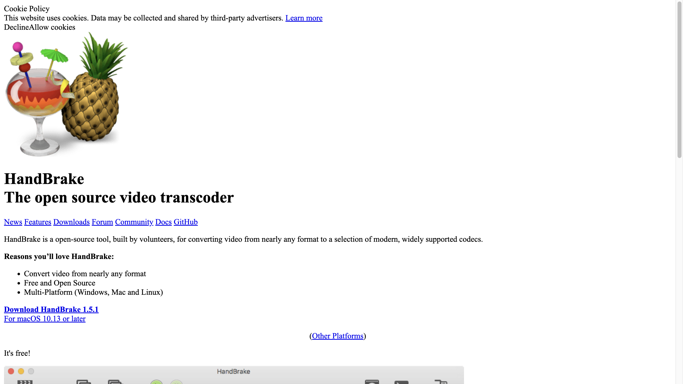 Cookie Policy
This website uses cookies. Data may be collected and shared by third-party advertisers. Learn more
DeclineAllow cookies
HandBrake
The open source video transcoder
News Features Downloads Forum Community Docs GitHub
HandBrake is a open-source tool, built by volunteers, for converting video from nearly any format to a selection of modern, widely supported codecs.
Reasons you'll love HandBrake:
Convert video from nearly any format
Free and Open Source
Multi-Platform (Windows, Mac and Linux)
Download HandBrake 1.5.1
For macOS 10.13 or later
(Other Platforms)
It's free!
HandBrake